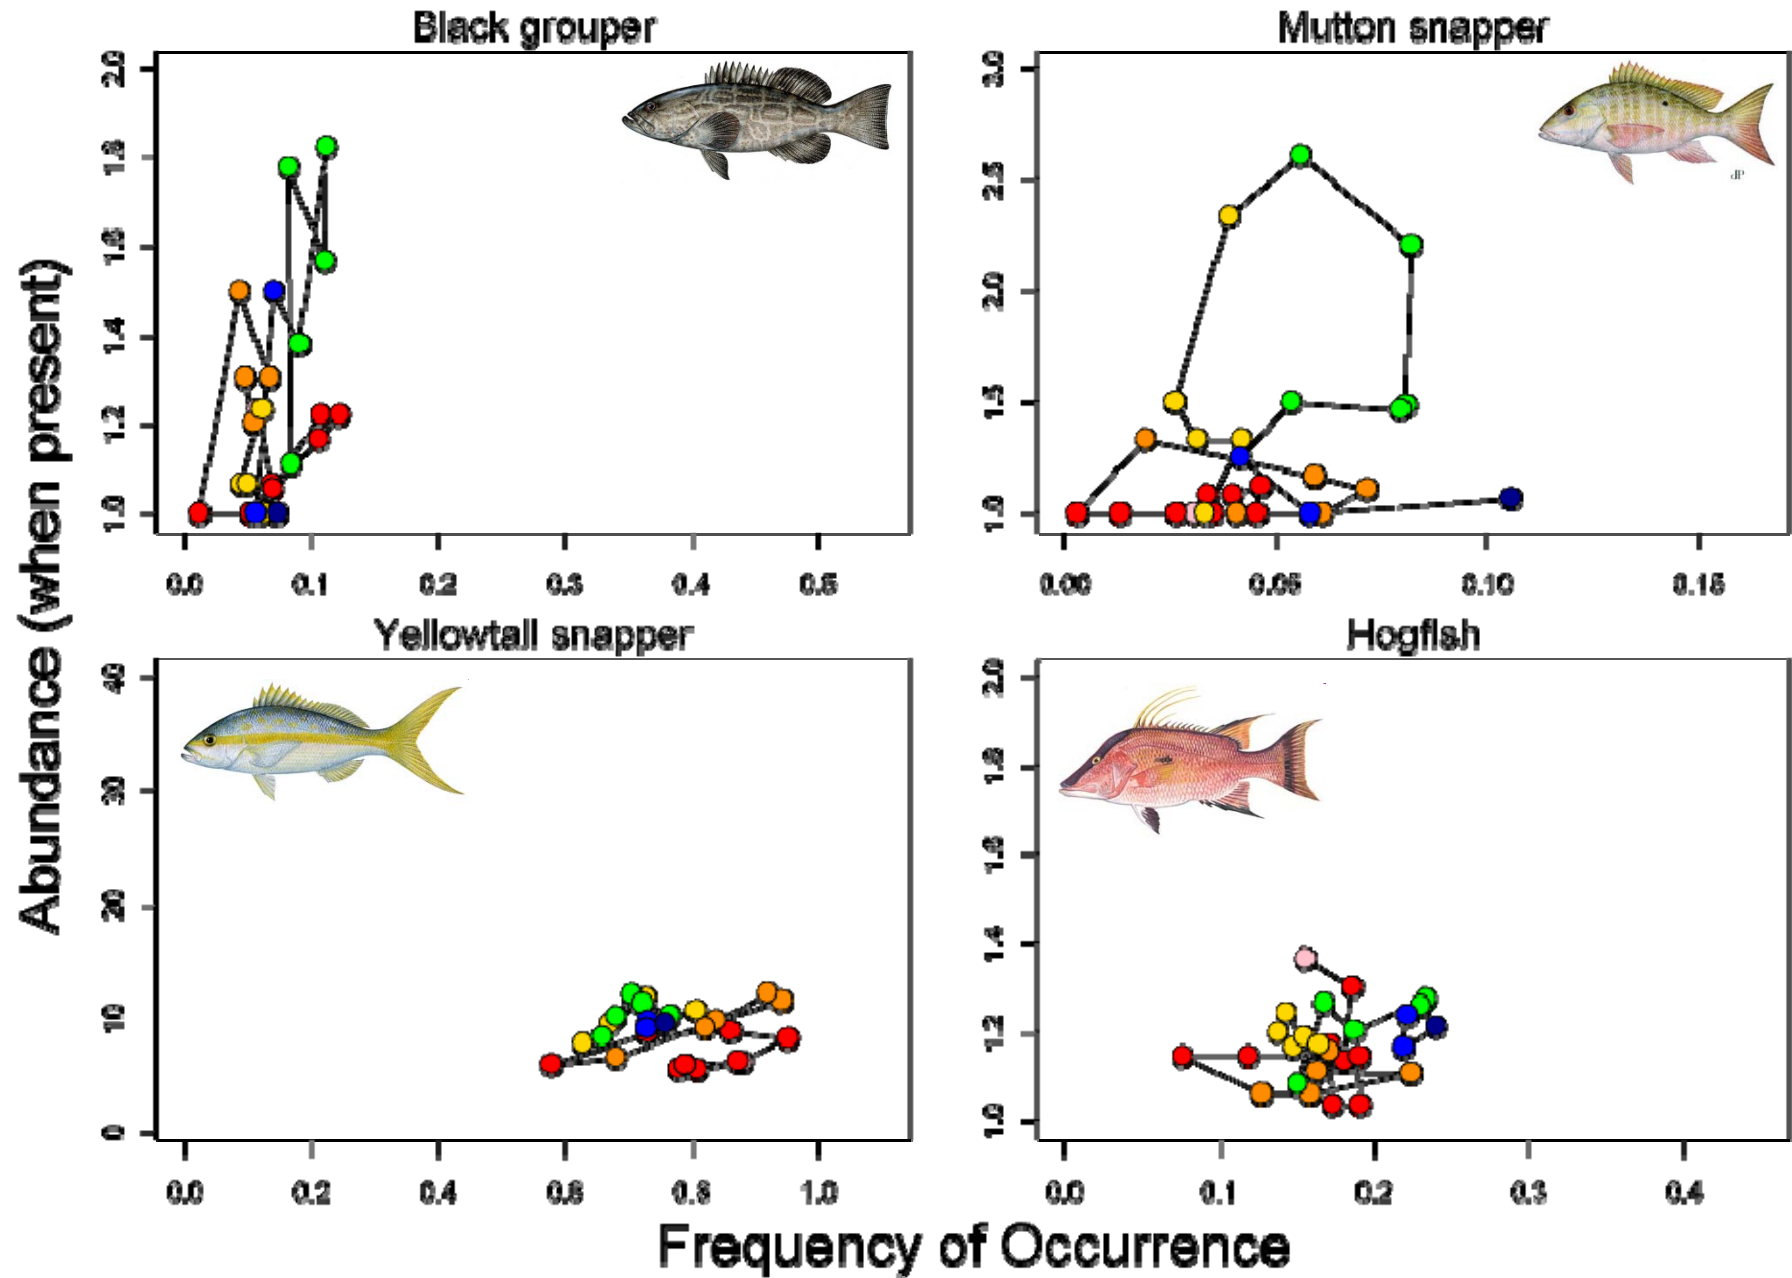 Black grouper
Mutton snapper
2.0
1.8
1.6
1.4
1.2
1.0
0.0 0.1 0.2 0.3 0.4 0.5
3.0
2.5
2.0
1.5
1.0
0.00 0.05 0.10 0.15
dP
Abundance (when present)
Yellowtail snapper
Hogfish
40
30
20
10
0
0.0 0.2 0.4 0.6 0.8 1.0
2.0
1.8
1.6
1.4
1.2
1.0
0.0 0.1 0.2 0.3 0.4
Frequency of Occurrence